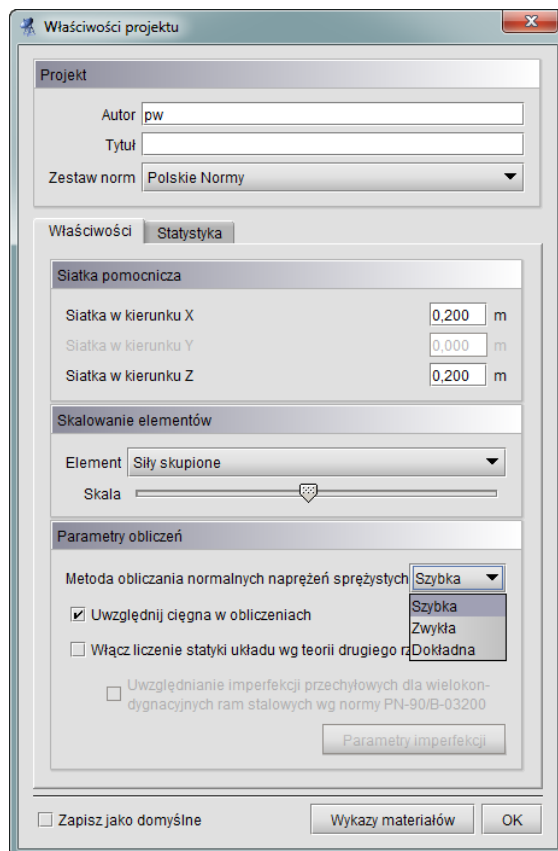 Właściwości projektu
Projekt
Autor pw
Tytuł
Zestaw norm Polskie Normy
Właściwości Statystyka
Siatka pomocnicza
Siatka w kierunku X 0,200 m
Siatka w kierunku Y 0,000 m
Siatka w kierunku Z 0,200 m
Skalowanie elementów
Element Siły skupione
Skala
Parametry obliczeń
Metoda obliczania normalnych naprężeń sprężystych Szybka
Szybka
Uwzględnij cięgna w obliczeniach
Zwykła
Włącz liczenie statyki układu wg teorii drugiego rz
Dokładna
Uwzględnianie imperfekcji przechyłowych dla wielokon-
dygnacyjnych ram stalowych wg normy PN-90/B-03200
Parametry imperfekcji
Zapisz jako domyślne Wykazy materiałów OK